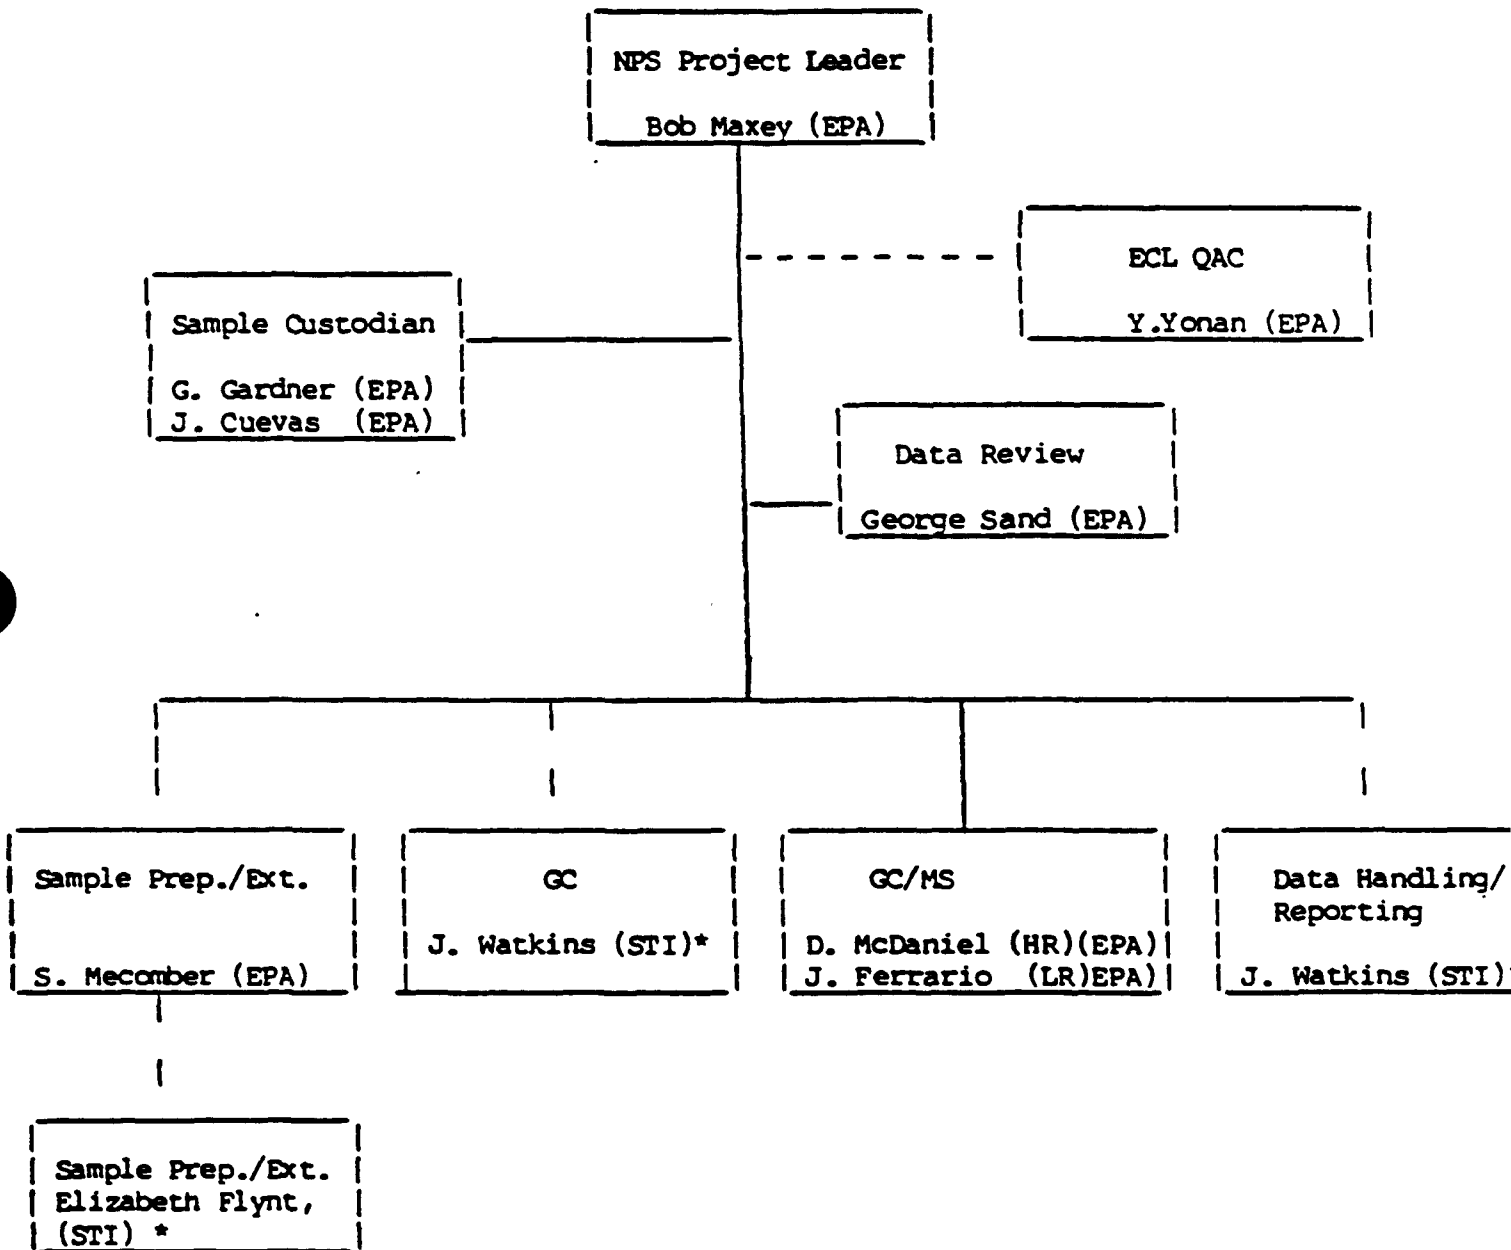 NPS Project Leader
Bob Maxey (EPA)
ECL QAC
Y.Yonan (EPA)
Sample Custodian
G. Gardner (EPA)
J. Cuevas (EPA)
Data Review
George Sand (EPA)
Sample Prep./Ext.
S. Mecomber (EPA)
GC
J. Watkins (STI)*
GC/MS
D. McDaniel (HR)(EPA)
J. Ferrario (LR)EPA)
Data Handling/
Reporting
J. Watkins (STI)*
Sample Prep./Ext.
Elizabeth Flynt,
(STI) *